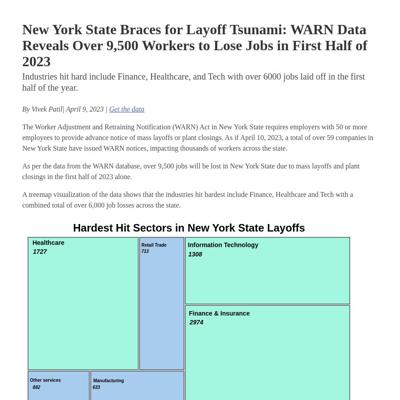 New York State Braces for Layoff Tsunami: WARN Data
Reveals Over 9,500 Workers to Lose Jobs in First Half of
2023
Industries hit hard include Finance, Healthcare, and Tech with over 6000 jobs laid off in the first
half of the year.
By Vivek Patil| April 9, 2023 | Get the data
The Worker Adjustment and Retraining Notification (WARN) Act in New York State requires employers with 50 or more
employees to provide advance notice of mass layoffs or plant closings. As if April 10, 2023, a total of over 59 companies in
New York State have issued WARN notices, impacting thousands of workers across the state.
As per the data from the WARN database, over 9,500 jobs will be lost in New York State due to mass layoffs and plant
closings in the first half of 2023 alone.
A treemap visualization of the data shows that the industries hit hardest include Finance, Healthcare and Tech with a
combined total of over 6,000 job losses across the state.
Hardest Hit Sectors in New York State Layoffs
Healthcare
1727
Retail Trade
713
Information Technology
1308
Finance & Insurance
2974
Other services
882
Manufacturing
633